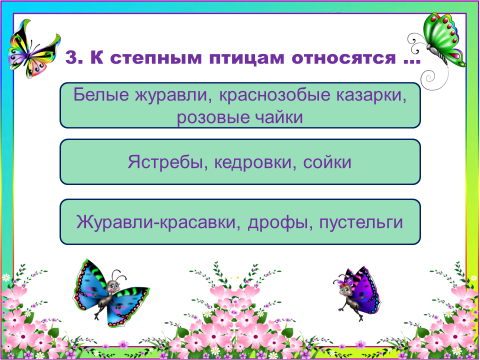 3. К степным птицам относятся ...
Белые журавли, краснозобые казарки,
розовые чайки
Ястребы, кедровки, сойки
Журавли-красавки, дрофы, пустельги